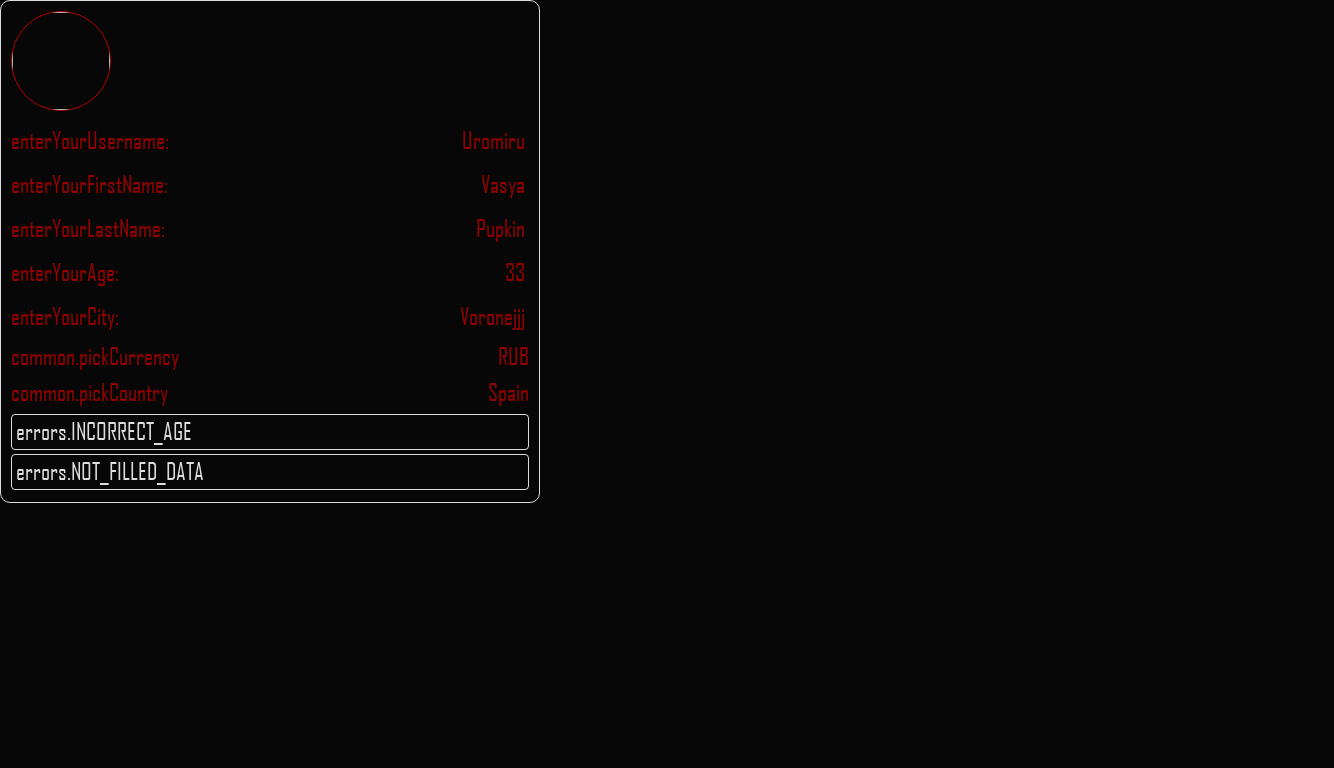 enterYourUsername: Uromiru
enterYourFirstName: Vasya
enterYourLastName: Pupkin
enterYourAge: 33
enterYourCity: Voronejjj
common.pickCurrency RUB
common.pickCountry Spain
errors.INCORRECT_AGE
errors.NOT_FILLED_DATA